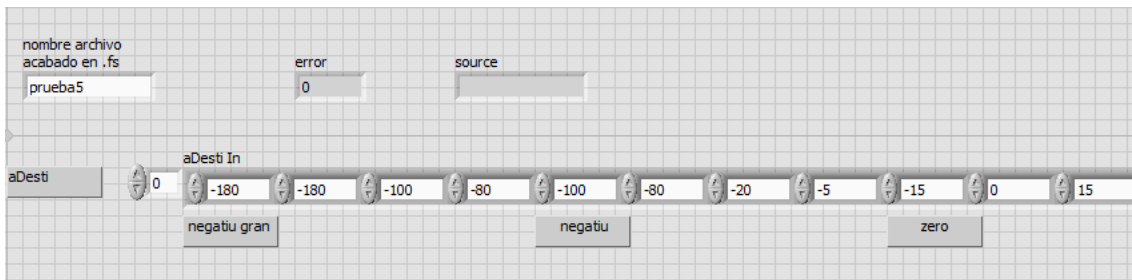 nombre archivo
acabado en .fs
error
source
prueba5
0
aDesti In
aDesti
0
-180
-180
-100
-80
-100
-80
-20
-5
-15
0
15
negatiu gran
negatiu
zero